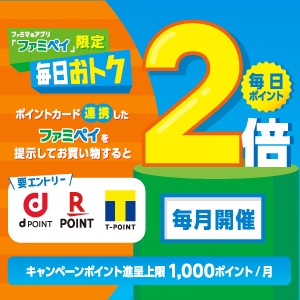 ファミマのアプリ
「ファミペイ」限定
毎日おトク
ポイントカード 連携 した
ファミペイを
提示してお買い物すると
毎日
ポイント
2倍
要エントリー
d POINT
R POINT
T T-POINT
毎月開催
キャンペーンポイント進呈上限 1,000ポイント / 月